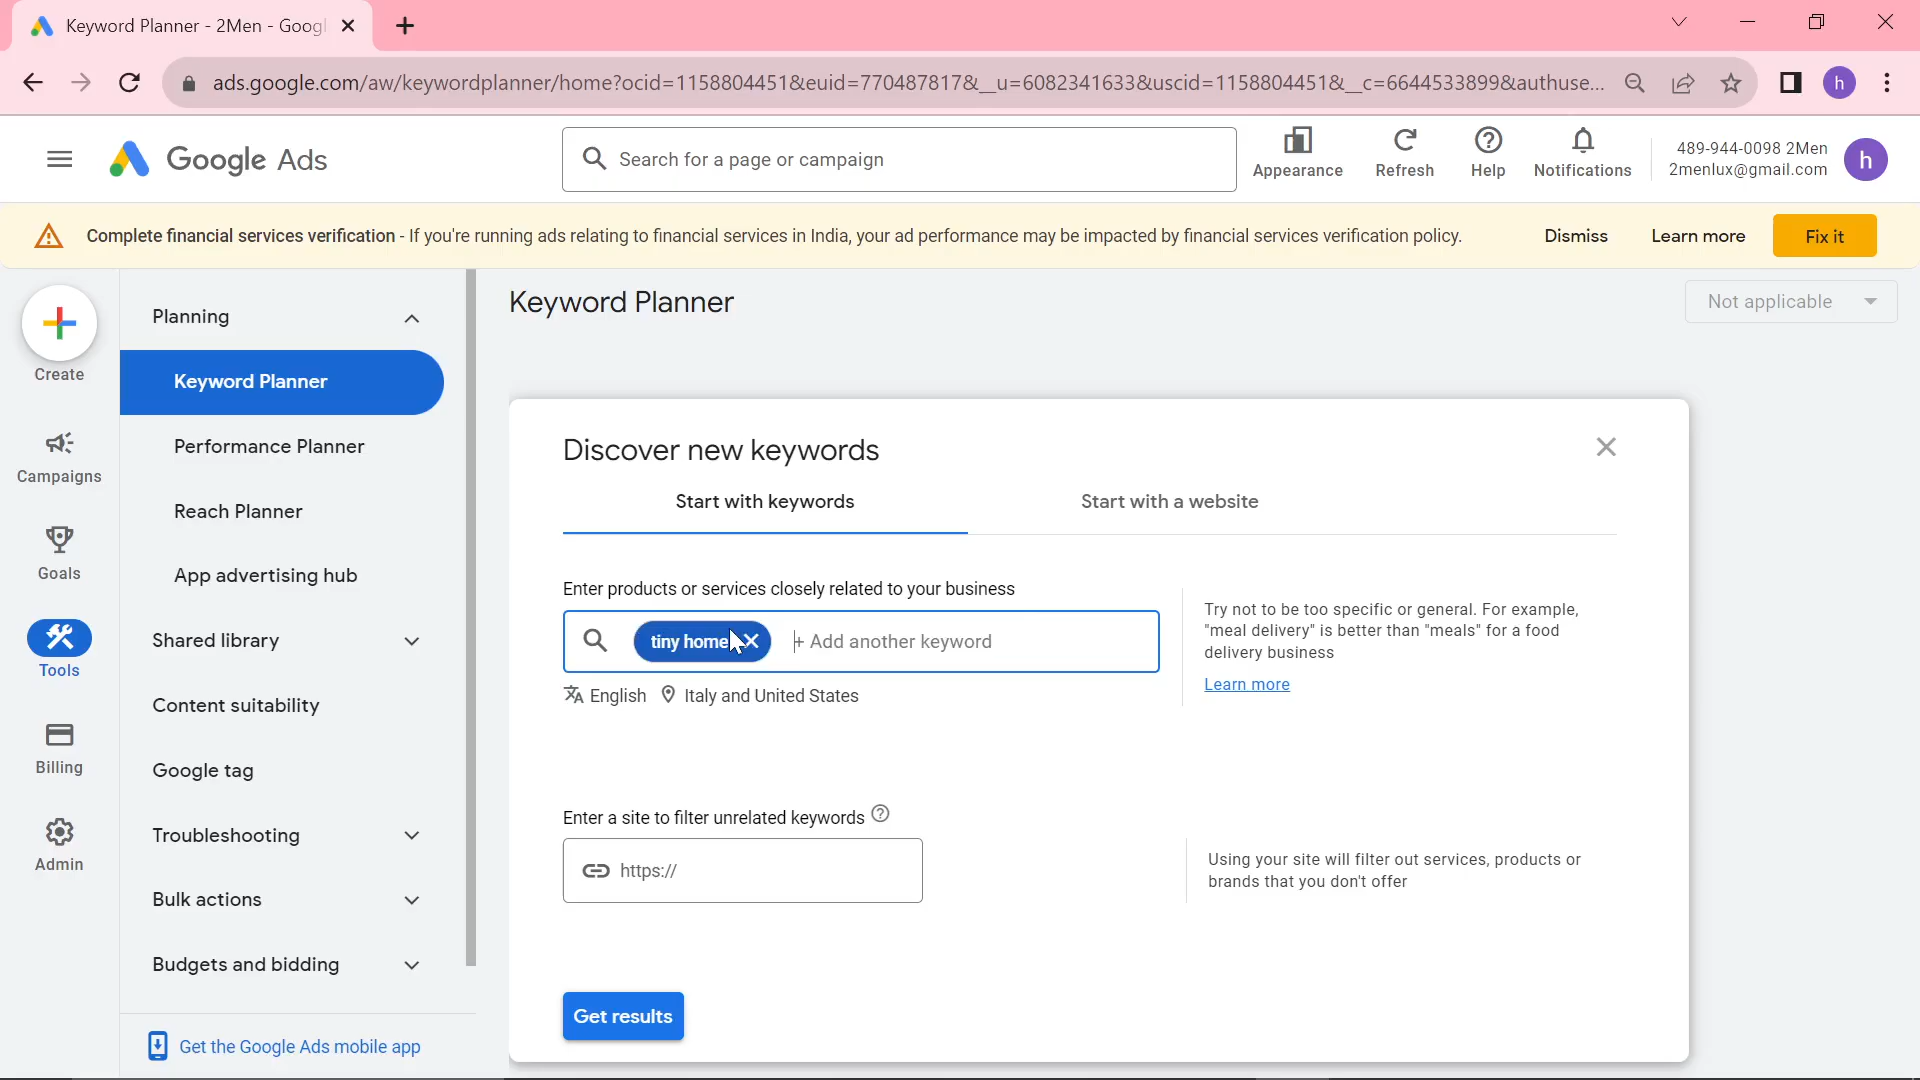 Keyword Planner - 2Men - Googl
ads.google.com/aw/keywordplanner/home?ocid=1158804451&euid=770487817&__u=6082341633&uscid=1158804451&__c=6644533899&authuse...
h
Google Ads
Search for a page or campaign
Appearance
Refresh
Help
Notifications
489-944-0098 2Men
2menlux@gmail.com
h
Complete financial services verification - If you're running ads relating to financial services in India, your ad performance may be impacted by financial services verification policy.
Dismiss
Learn more
Fix it
Create
Campaigns
Goals
Tools
Billing
Admin
Planning
Keyword Planner
Performance Planner
Reach Planner
App advertising hub
Shared library
Content suitability
Google tag
Troubleshooting
Bulk actions
Budgets and bidding
Get the Google Ads mobile app
Keyword Planner
Not applicable
Discover new keywords
Start with keywords
Start with a website
Enter products or services closely related to your business
tiny home
+ Add another keyword
English
Italy and United States
Try not to be too specific or general. For example,
"meal delivery" is better than "meals" for a food
delivery business
Learn more
Enter a site to filter unrelated keywords
https://
Using your site will filter out services, products or
brands that you don't offer
Get results